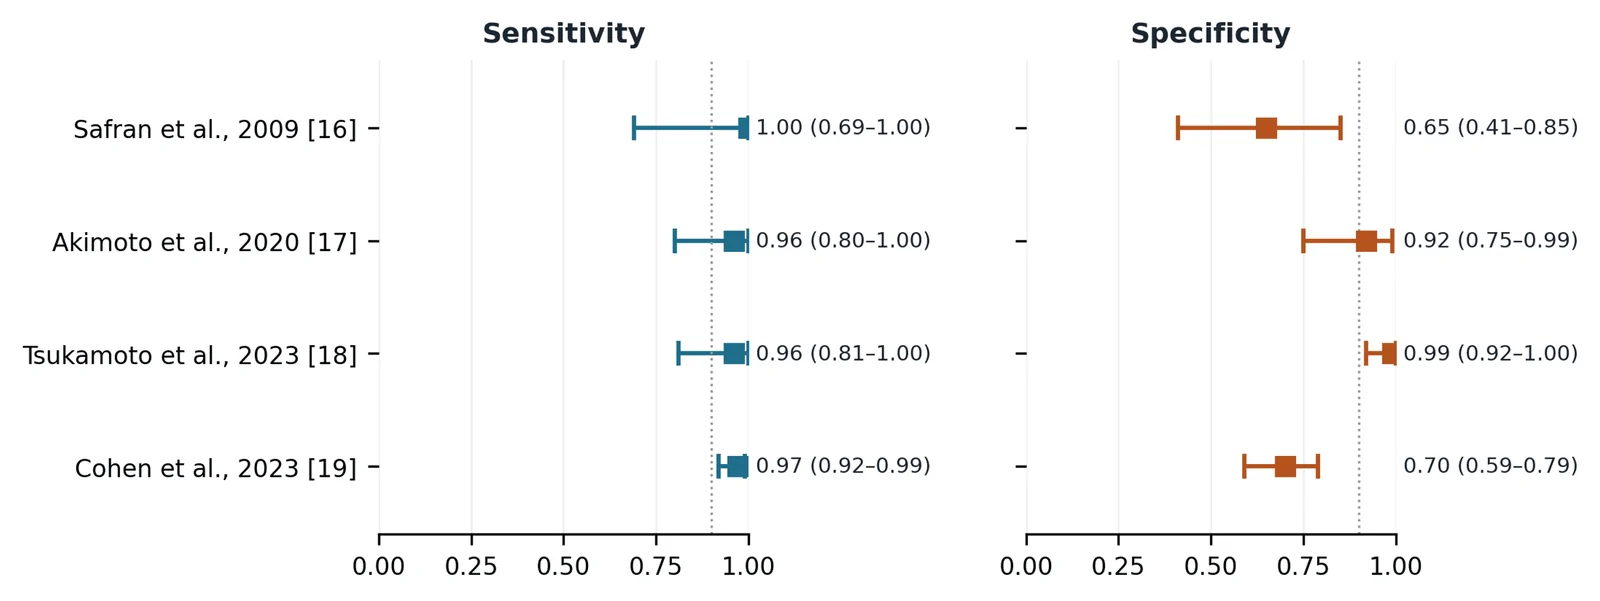 Sensitivity
Specificity
Safran et al., 2009 [16]
1.00 (0.69–1.00)
0.65 (0.41–0.85)
Akimoto et al., 2020 [17]
0.96 (0.80–1.00)
0.92 (0.75–0.99)
Tsukamoto et al., 2023 [18]
0.96 (0.81–1.00)
0.99 (0.92–1.00)
Cohen et al., 2023 [19]
0.97 (0.92–0.99)
0.70 (0.59–0.79)
0.00 0.25 0.50 0.75 1.00
0.00 0.25 0.50 0.75 1.00